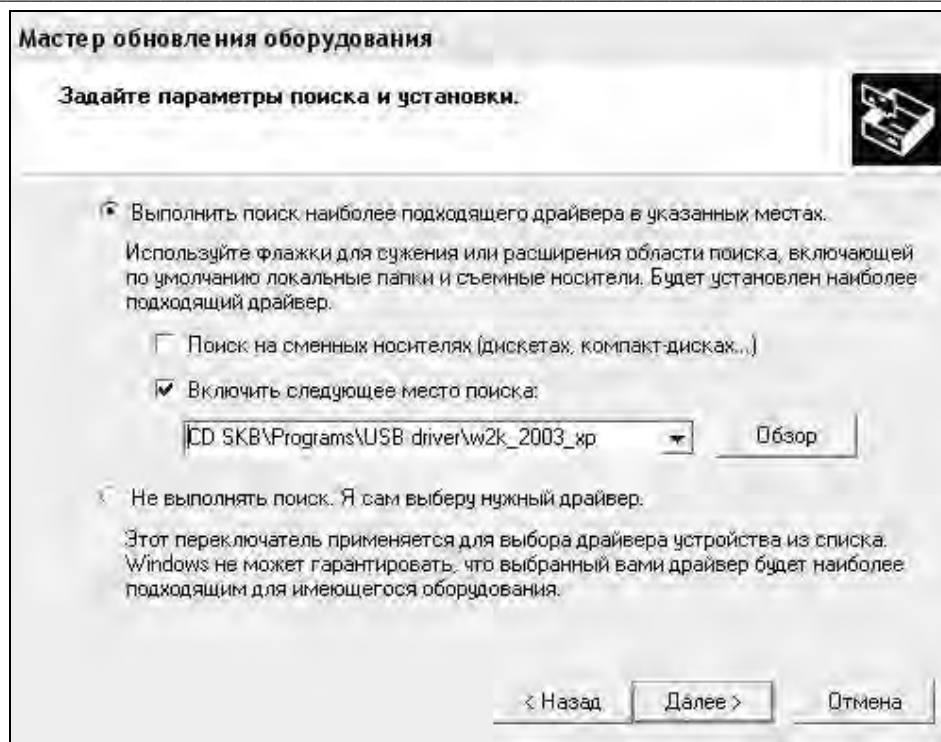 Мастер обновления оборудования
Задайте параметры поиска и установки.
Выполнить поиск наиболее подходящего драйвера в указанных местах.
Используйте флажки для сужения или расширения области поиска, включающей
по умолчанию локальные папки и съемные носители. Будет установлен наиболее
подходящий драйвер.
Поиск на сменных носителях (дискетах, компакт-дисках...)
Включить следующее место поиска:
CD SKB\Programs\USB driver\w2k_2003_xp
Обзор
Не выполнять поиск. Я сам выберу нужный драйвер.
Этот переключатель применяется для выбора драйвера устройства из списка.
Windows не может гарантировать, что выбранный вами драйвер будет наиболее
подходящим для имеющегося оборудования.
< Назад Далее > Отмена